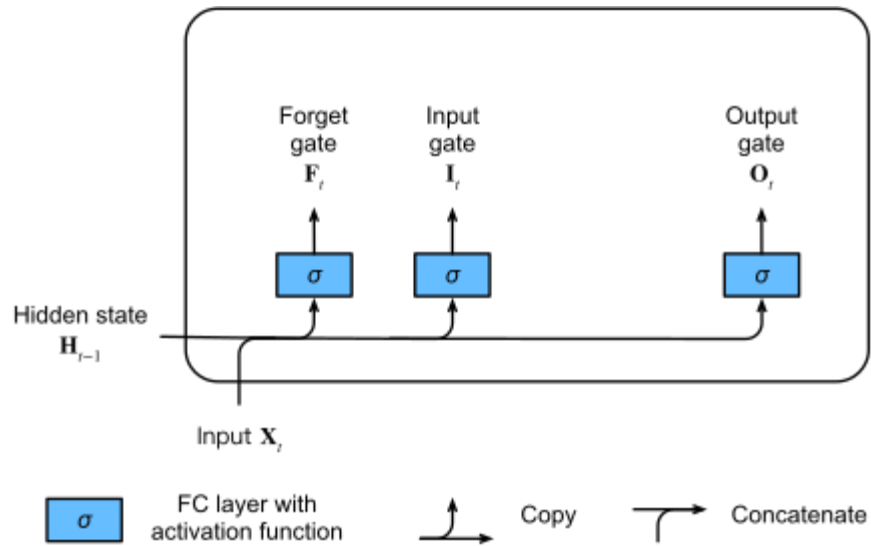 Forget
gate
F_t
Input
gate
I_t
Output
gate
O_t
σ
σ
σ
Hidden state
H_{t-1}
Input X_t
σ
FC layer with
activation function
Copy
Concatenate